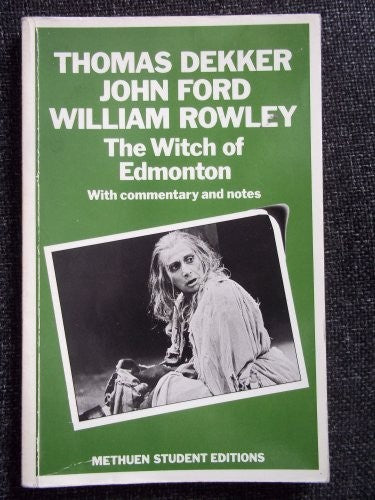 THOMAS DEKKER
JOHN FORD
WILLIAM ROWLEY
The Witch of
Edmonton
With commentary and notes
METHUEN STUDENT EDITIONS